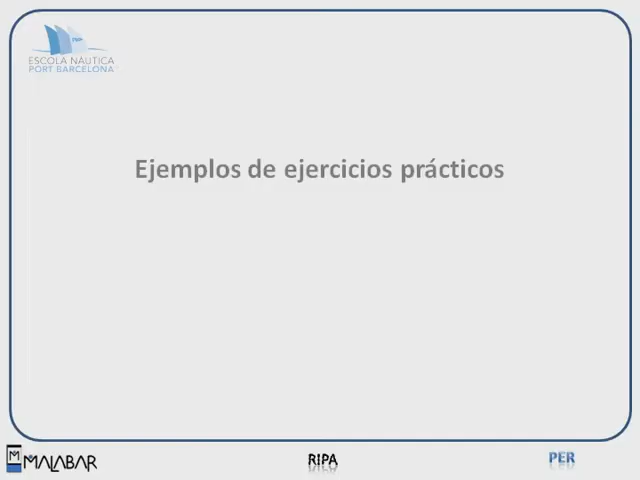 ESCOLA NÀUTICA
PORT BARCELONA
Ejemplos de ejercicios prácticos
MALABAR
RIPA
PER